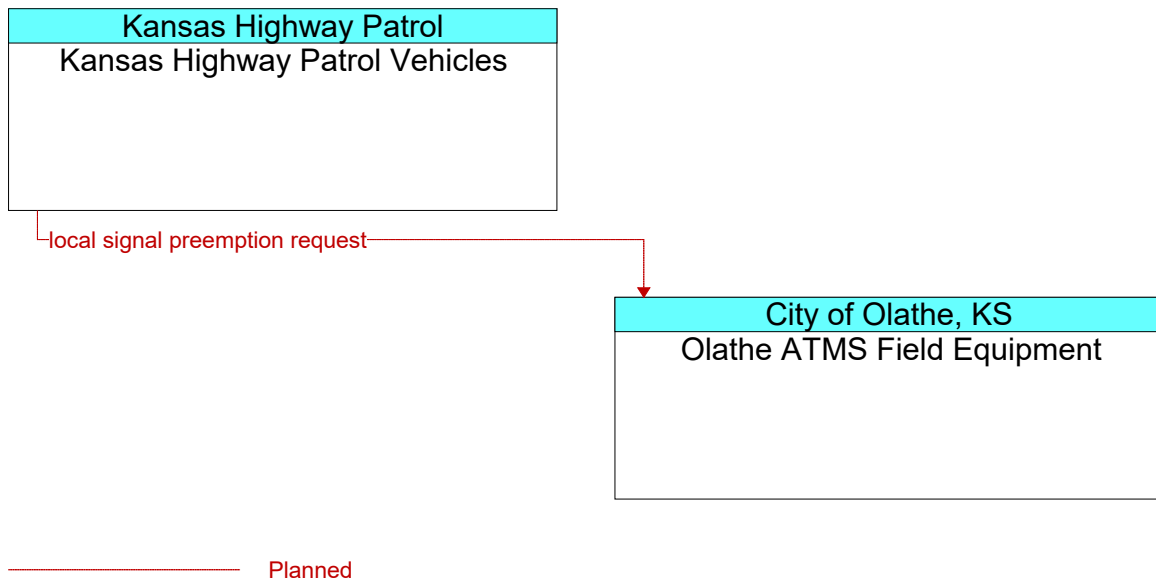 Kansas Highway Patrol
Kansas Highway Patrol Vehicles
local signal preemption request
City of Olathe, KS
Olathe ATMS Field Equipment
Planned